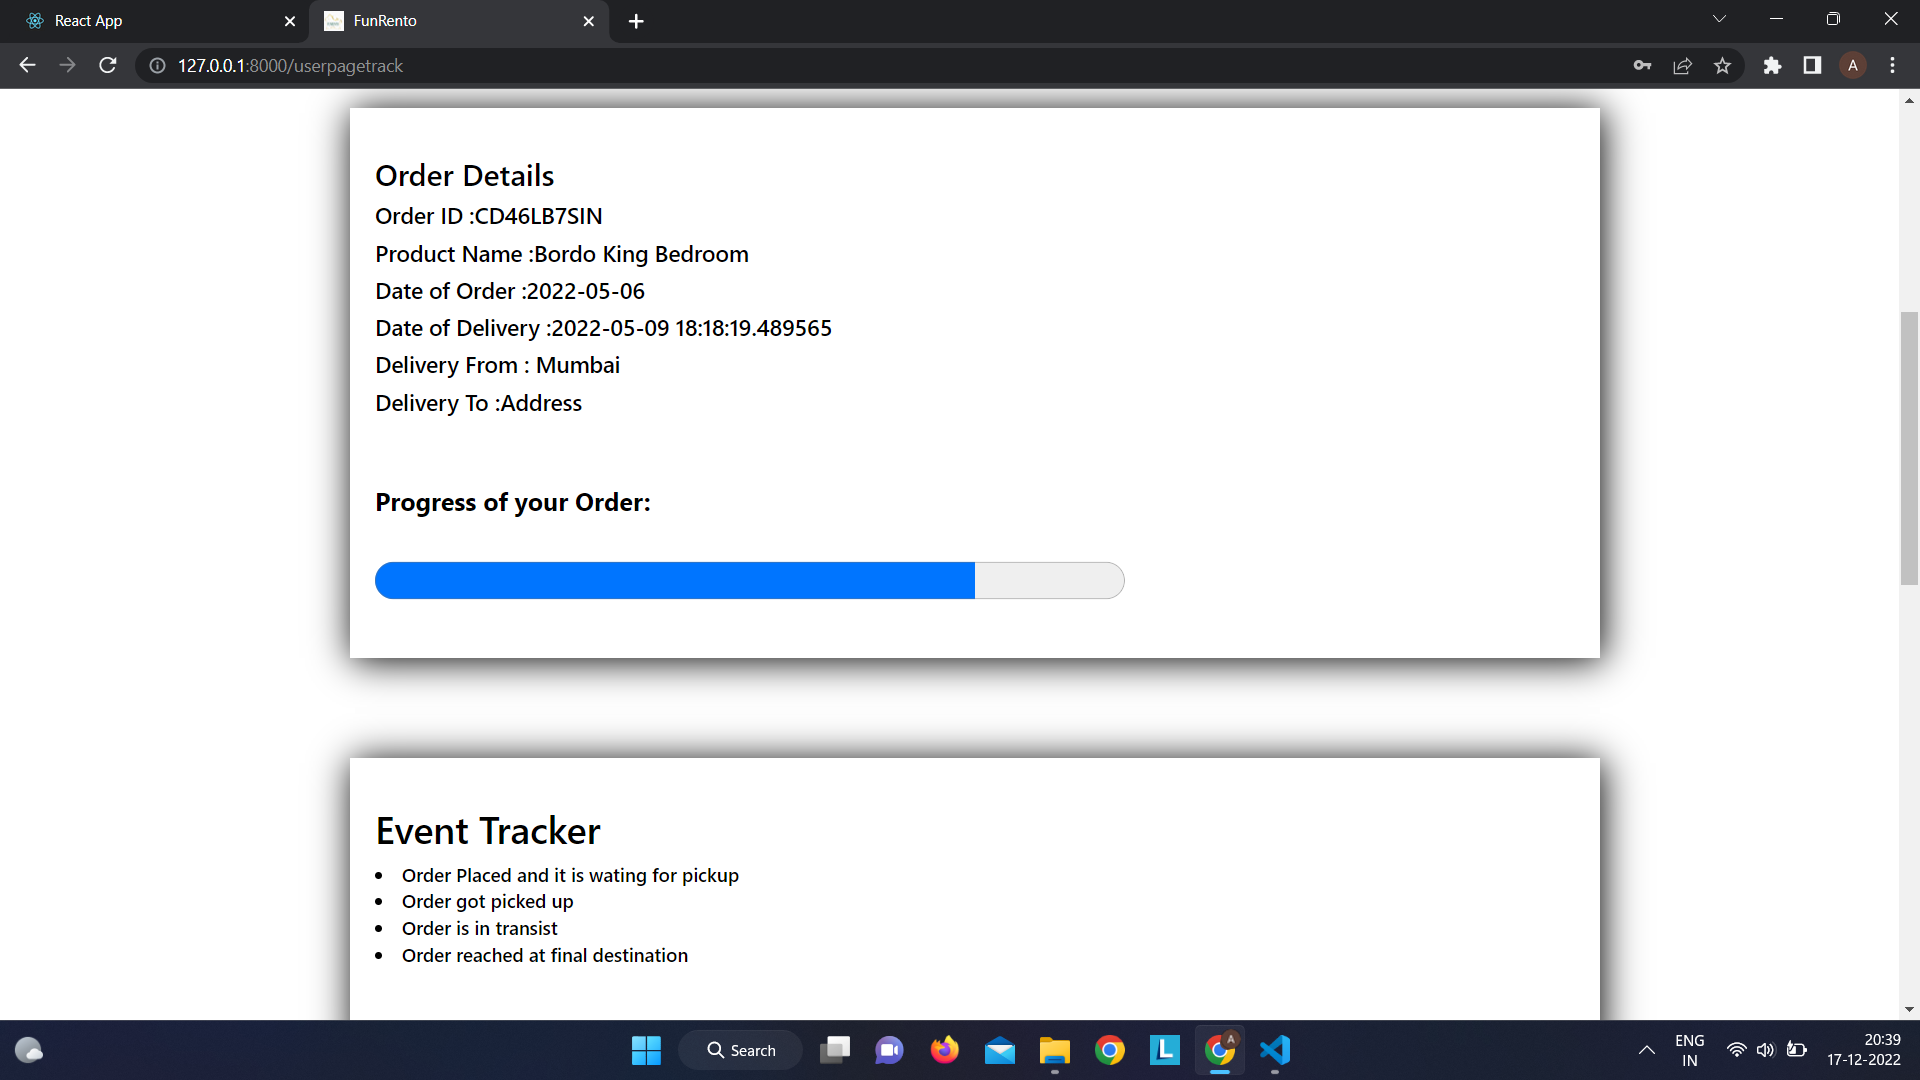 React App
FunRento
127.0.0.1:8000/userpagetrack
A
Order Details
Order ID :CD46LB7SIN
Product Name :Bordo King Bedroom
Date of Order :2022-05-06
Date of Delivery :2022-05-09 18:18:19.489565
Delivery From : Mumbai
Delivery To :Address
Progress of your Order:
Event Tracker
Order Placed and it is wating for pickup
Order got picked up
Order is in transist
Order reached at final destination
Search
L
A
ENG
IN
20:39
17-12-2022